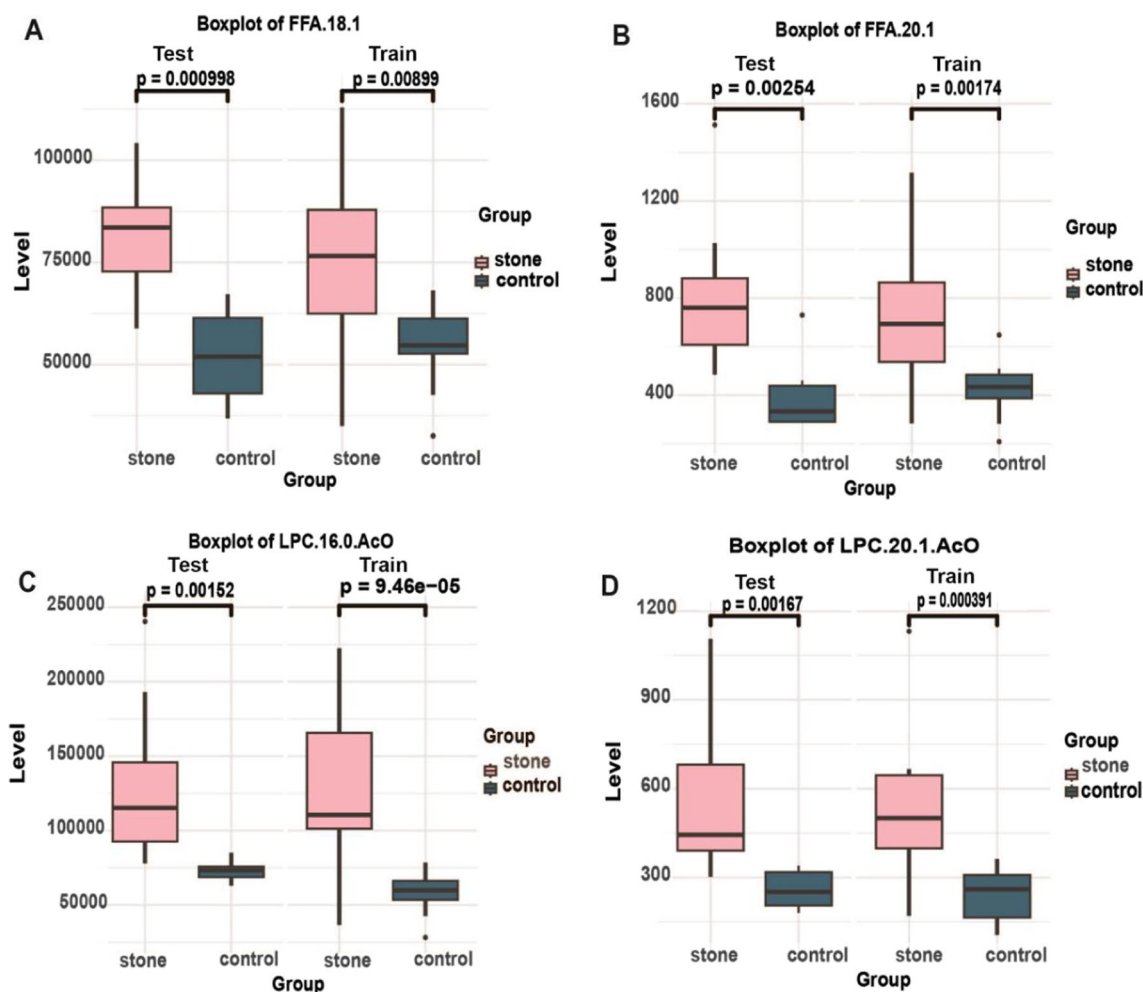 A
Boxplot of FFA.18.1
Test
Train
p = 0.000998
p = 0.00899
100000
75000
50000
Level
stone
control
stone
control
Group
Group
stone
control
B
Boxplot of FFA.20.1
Test
Train
p = 0.00254
p = 0.00174
1600
1200
800
400
Level
stone
control
stone
control
Group
Group
stone
control
C
Boxplot of LPC.16.0.AcO
Test
Train
p = 0.00152
p = 9.46e−05
250000
200000
150000
100000
50000
Level
stone
control
stone
control
Group
Group
stone
control
D
Boxplot of LPC.20.1.AcO
Test
Train
p = 0.00167
p = 0.000391
1200
900
600
300
Level
stone
control
stone
control
Group
Group
stone
control